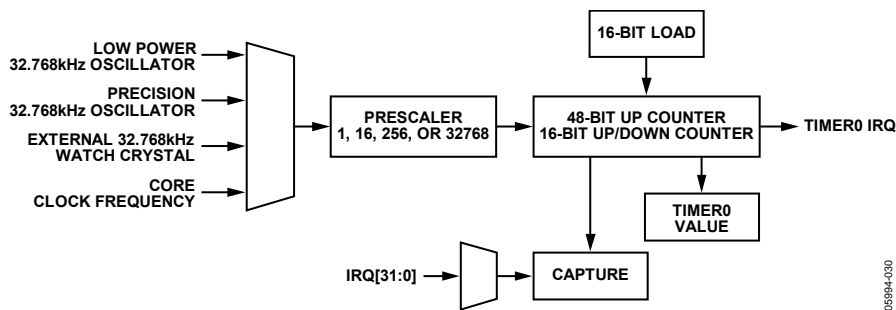 LOW POWER
32.768kHz OSCILLATOR
PRECISION
32.768kHz OSCILLATOR
EXTERNAL 32.768kHz
WATCH CRYSTAL
CORE
CLOCK FREQUENCY
PRESCALER
1, 16, 256, OR 32768
16-BIT LOAD
48-BIT UP COUNTER
16-BIT UP/DOWN COUNTER
TIMER0 IRQ
TIMER0
VALUE
IRQ[31:0]
CAPTURE
05994-030